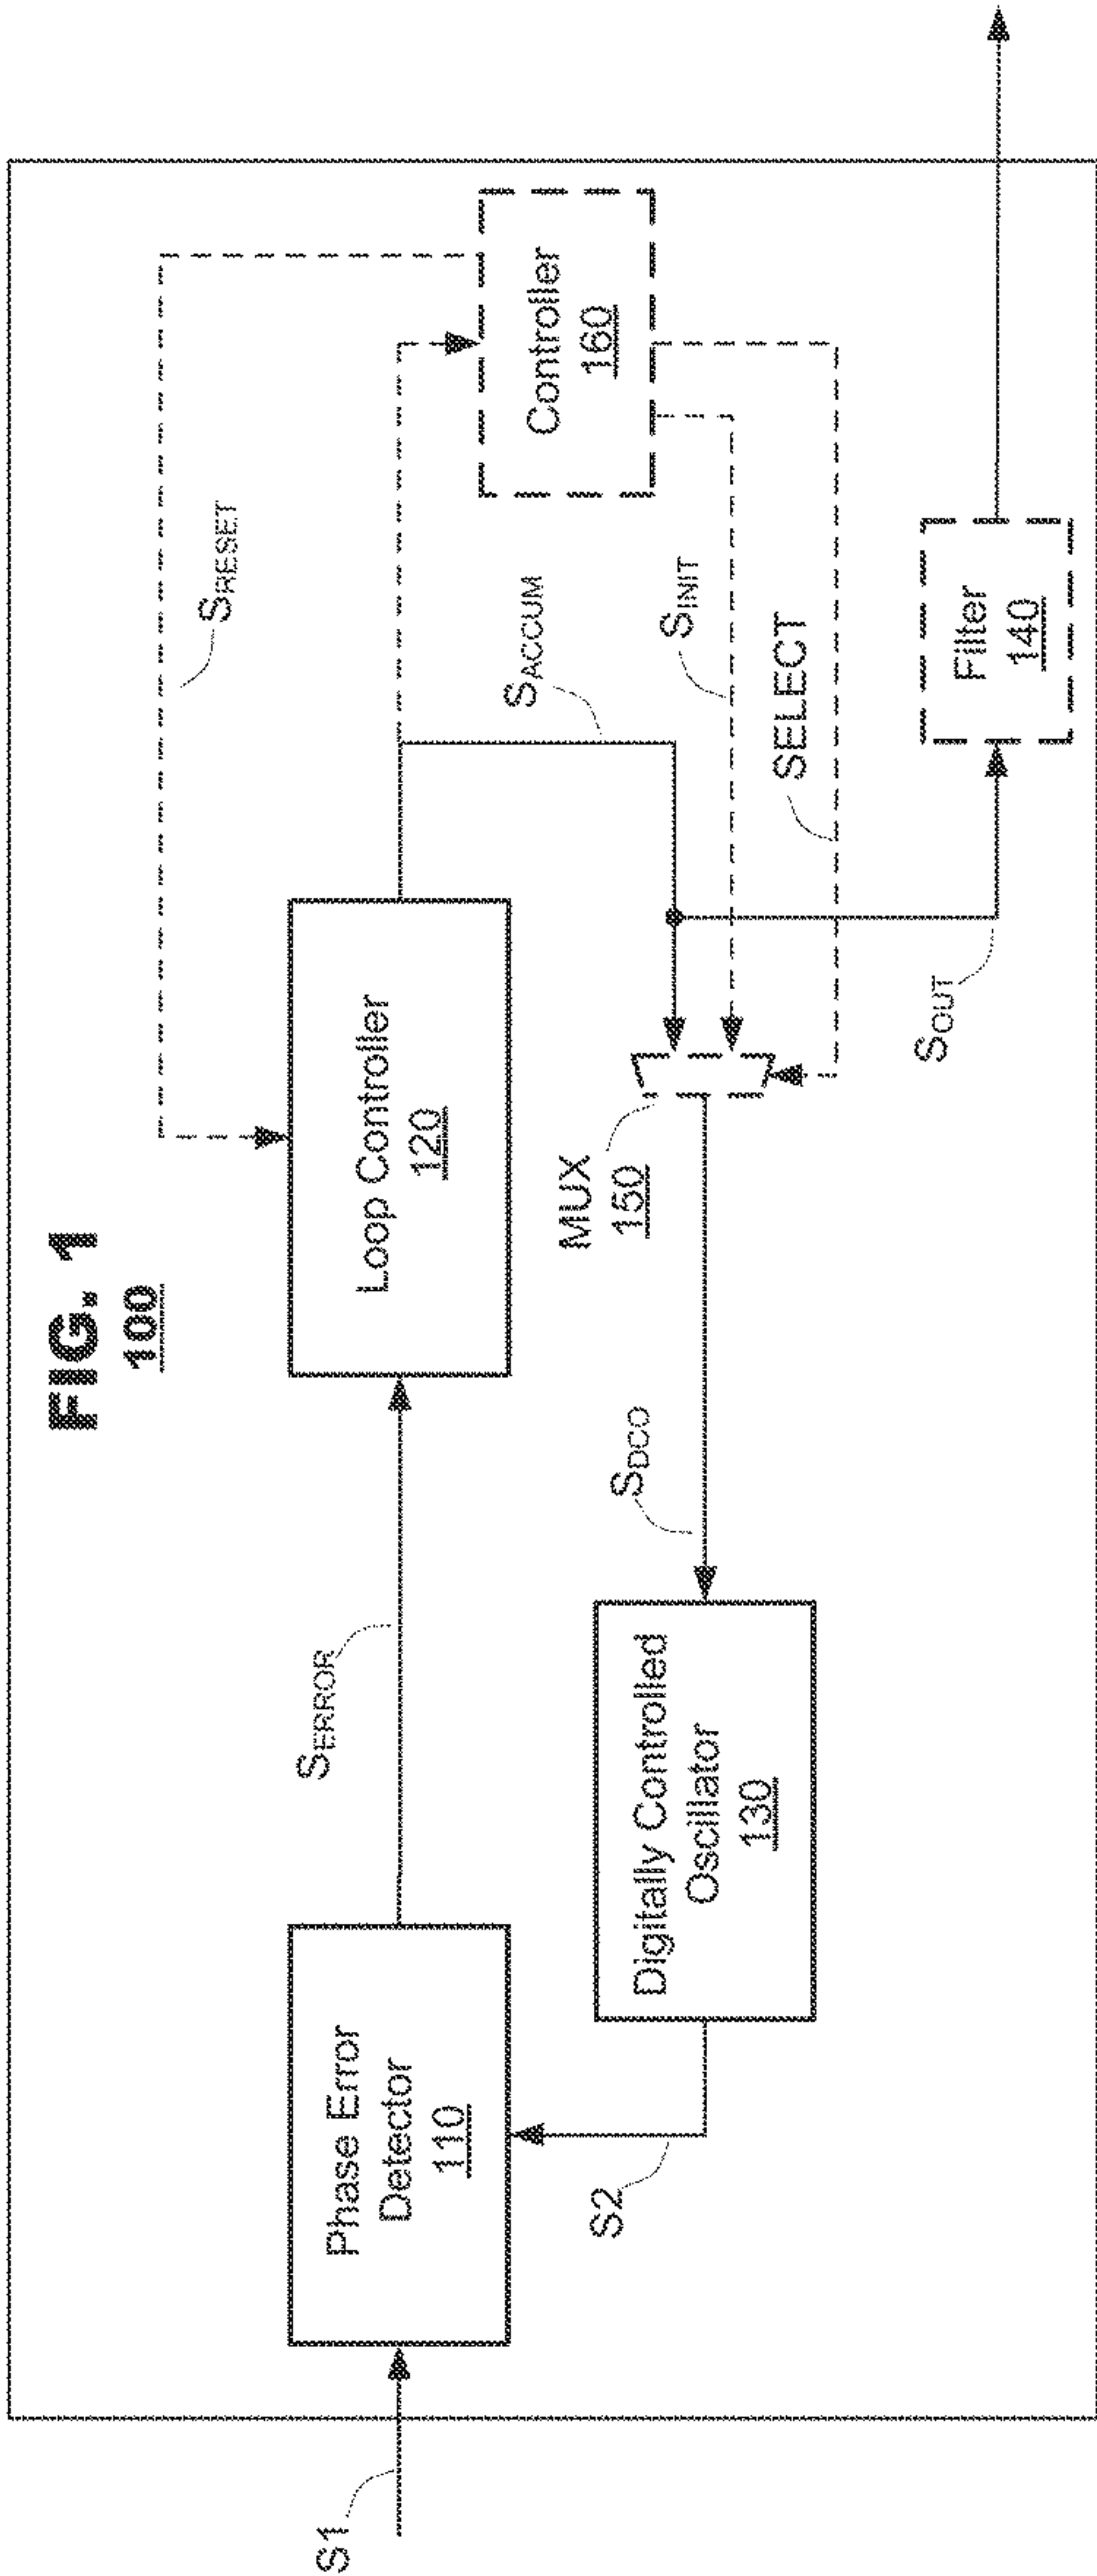 FIG. 1
100
S1
Phase Error
Detector
110
SERROR
Loop Controller
120
SRESET
SACCUM
Controller
160
S2
Digitally Controlled
Oscillator
130
SDCO
MUX
150
SINIT
SELECT
SOUT
Filter
140